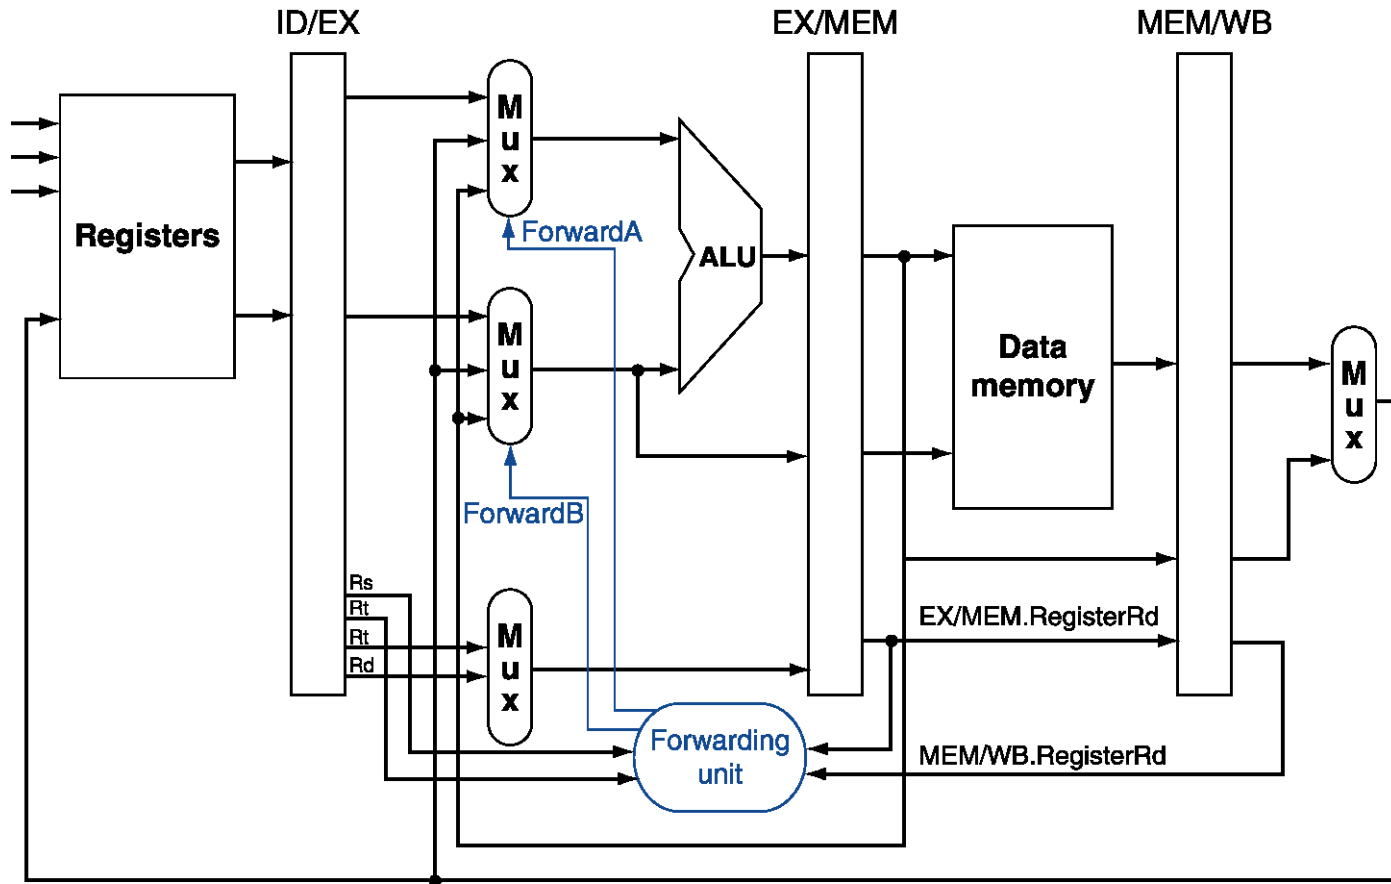 ID/EX
EX/MEM
MEM/WB
M
u
x
Registers
ForwardA
ALU
M
u
x
Data
memory
M
u
x
ForwardB
Rs
Rt
Rt
Rd
M
u
x
EX/MEM.RegisterRd
Forwarding
unit
MEM/WB.RegisterRd